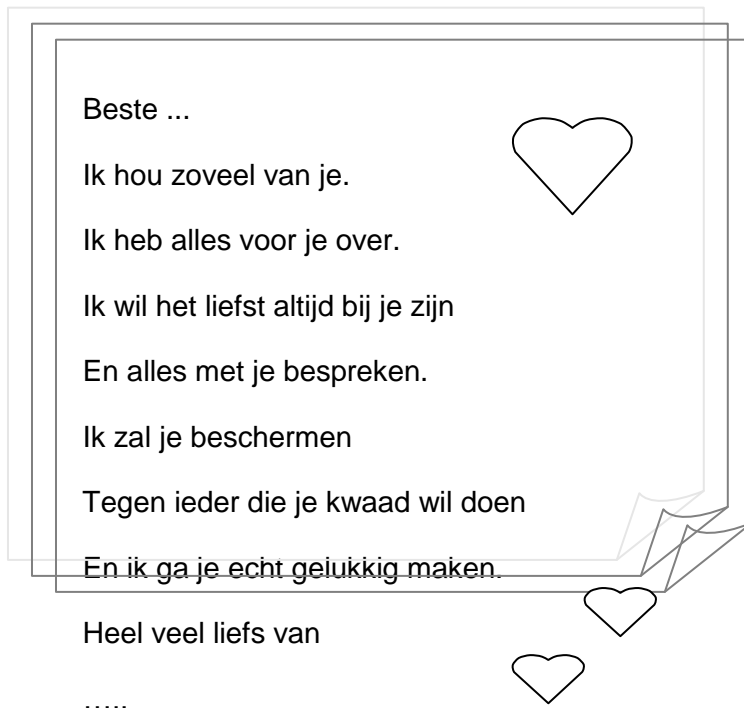 Beste ...
Ik hou zoveel van je.
Ik heb alles voor je over.
Ik wil het liefst altijd bij je zijn
En alles met je bespreken.
Ik zal je beschermen
Tegen ieder die je kwaad wil doen
En ik ga je echt gelukkig maken.
Heel veel liefs van
.....